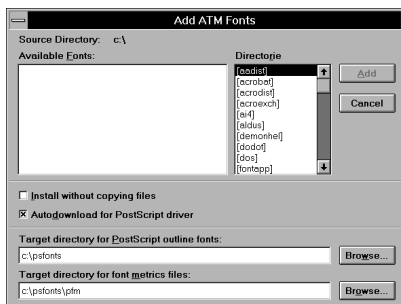 Add ATM Fonts
Source Directory: c:\
Available Fonts:
Directorie
[aadist]
[acrobat]
[acrodist]
[acroexch]
[ai4]
[aldus]
[demonhel]
[dodot]
[dos]
[fontapp]
Add
Cancel
Install without copying files
Autodownload for PostScript driver
Target directory for PostScript outline fonts:
c:\psfonts
Browse...
Target directory for font metrics files:
c:\psfonts\pfm
Browse...